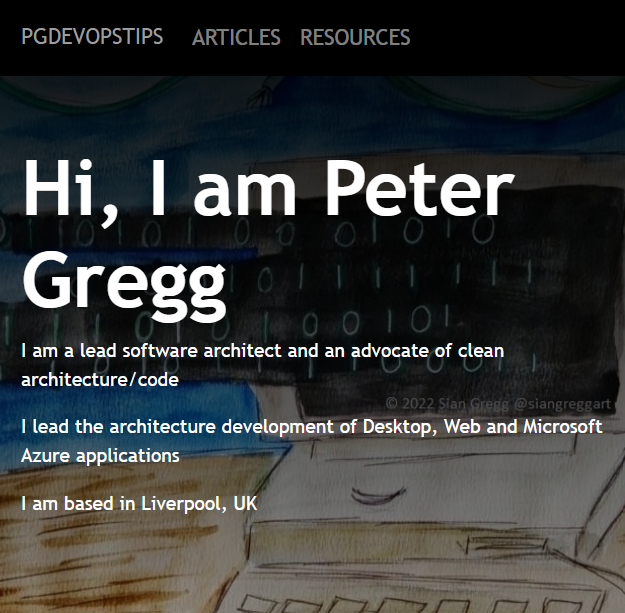 PGDEVOPSTIPS ARTICLES RESOURCES
Hi, I am Peter
Gregg
I am a lead software architect and an advocate of clean
architecture/code
© 2022 Sian Gregg @siangreggart
I lead the architecture development of Desktop, Web and Microsoft
Azure applications
I am based in Liverpool, UK